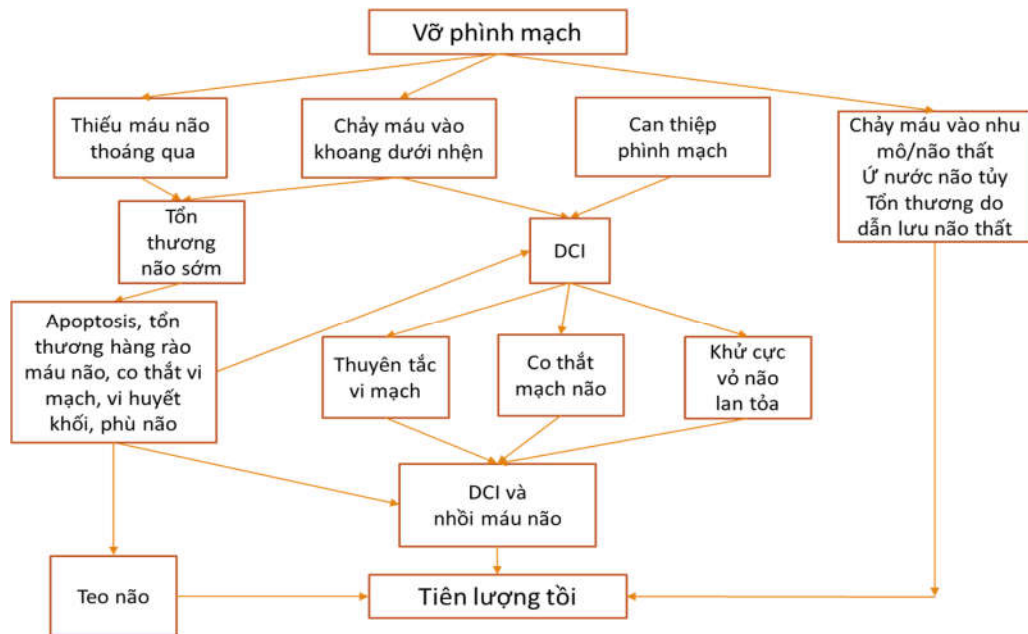 Vỡ phình mạch
Thiếu máu não
thoáng qua
Chảy máu vào
khoang dưới nhện
Can thiệp
phình mạch
Chảy máu vào nhu
mô/não thất
Ứ nước não tủy
Tổn thương do
dẫn lưu não thất
Tổn
thương
não sớm
DCI
Apoptosis, tổn
thương hàng rào
máu não, co thắt vi
mạch, vi huyết
khối, phù não
Thuyên tắc
vi mạch
Co thắt
mạch não
Khử cực
vỏ não
lan tỏa
DCI và
nhồi máu não
Teo não
Tiên lượng tồi